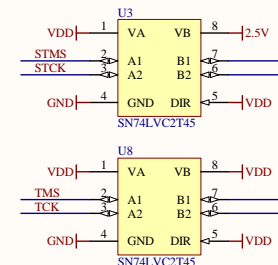 U3
VDD 1 VA VB 8 2.5V
STMS 2 A1 B1 7
STCK 3 A2 B2 6
GND 4 GND DIR 5 VDD
SN74LVC2T45
U8
VDD 1 VA VB 8 VDD
TMS 2 A1 B1 7
TCK 3 A2 B2 6
GND 4 GND DIR 5 VDD
SN74LVC2T45